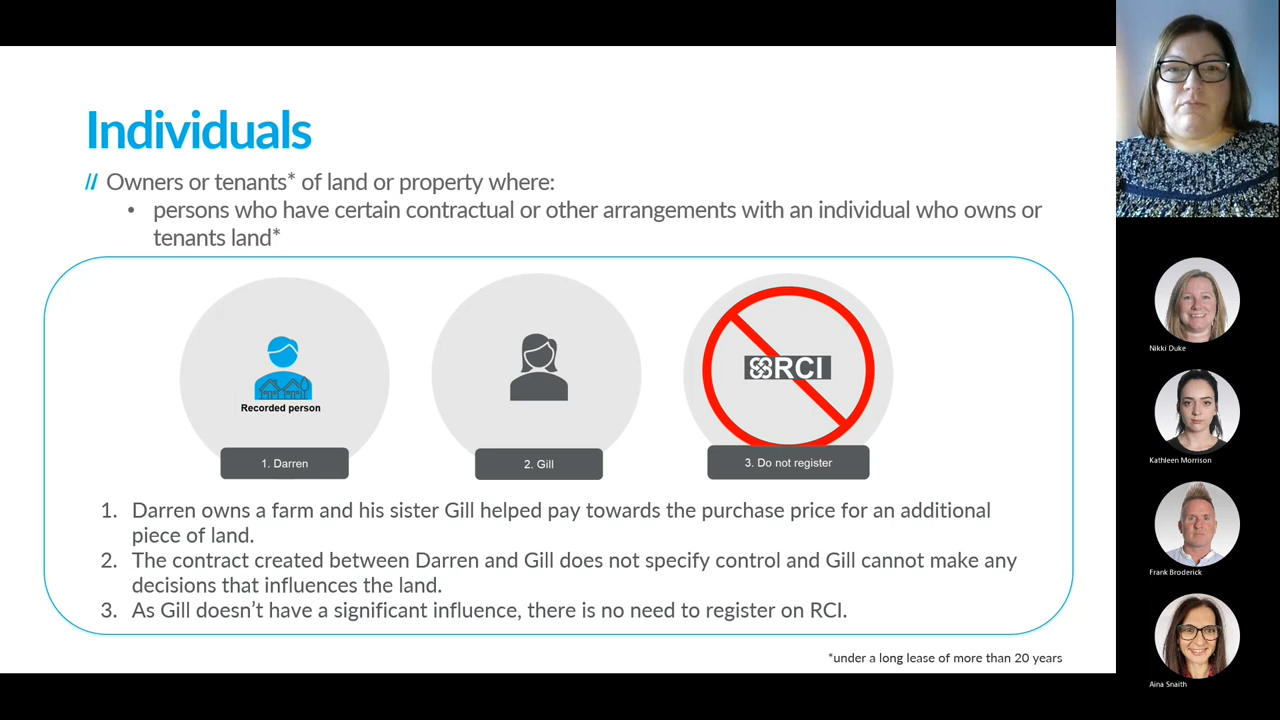 Individuals
// Owners or tenants* of land or property where:
• persons who have certain contractual or other arrangements with an individual who owns or
tenants land*
Recorded person
RCI
1. Darren
2. Gill
3. Do not register
1. Darren owns a farm and his sister Gill helped pay towards the purchase price for an additional
piece of land.
2. The contract created between Darren and Gill does not specify control and Gill cannot make any
decisions that influences the land.
3. As Gill doesn't have a significant influence, there is no need to register on RCI.
*under a long lease of more than 20 years
Nikki Duke
Kathleen Morrison
Frank Broderick
Aina Snaith